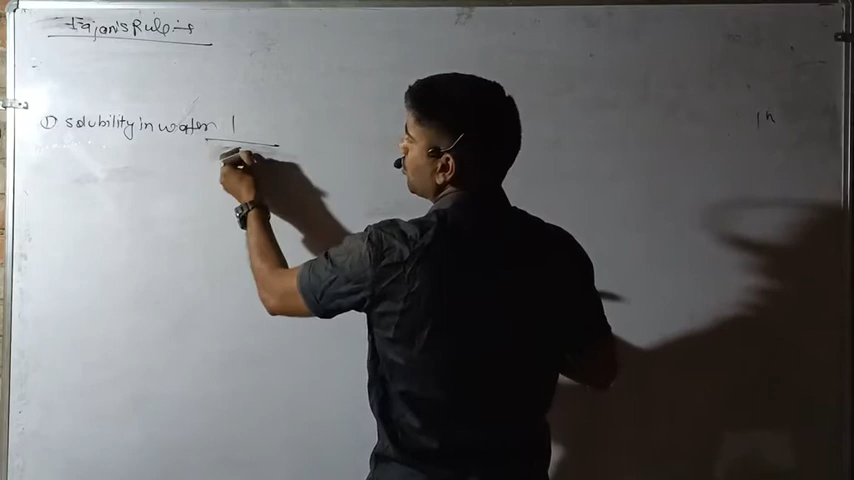 Fajan's Rule :-
① solubility in water